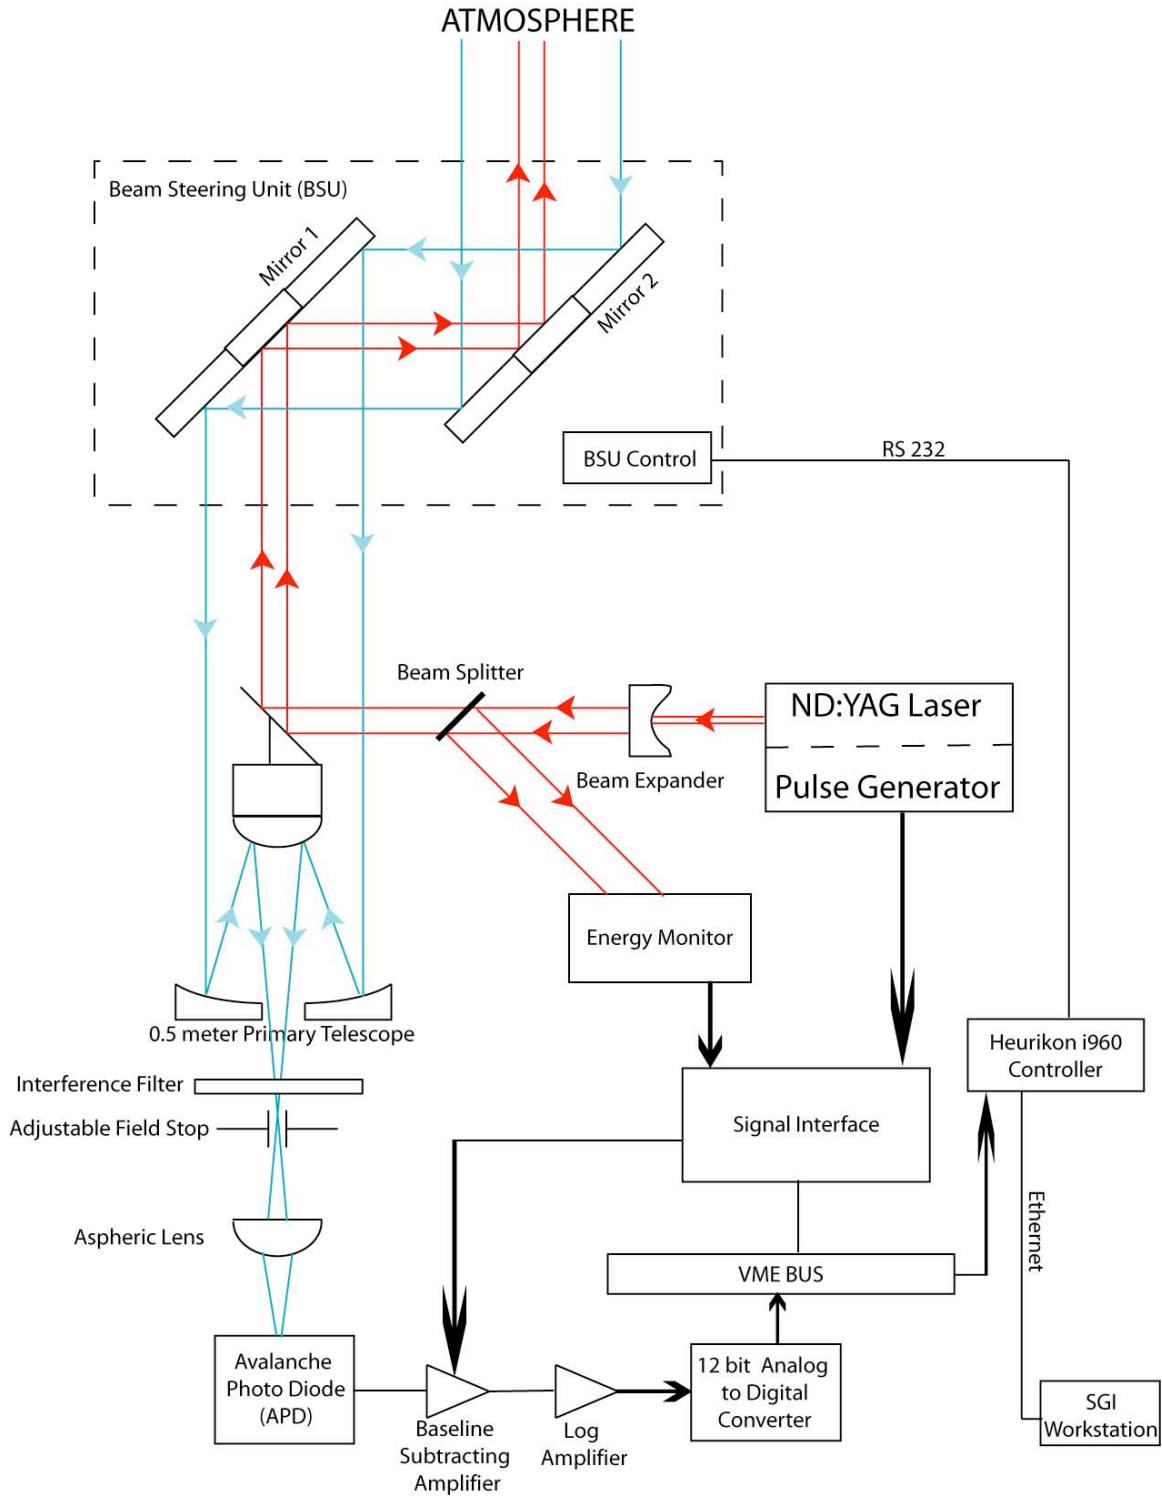 ATMOSPHERE
Beam Steering Unit (BSU)
Mirror 1
Mirror 2
BSU Control
RS 232
Beam Splitter
ND:YAG Laser
Beam Expander
Pulse Generator
Energy Monitor
0.5 meter Primary Telescope
Heurikon i960
Controller
Interference Filter
Adjustable Field Stop
Signal Interface
Ethernet
Aspheric Lens
VME BUS
Avalanche
Photo Diode
(APD)
Baseline
Subtracting
Amplifier
Log
Amplifier
12 bit Analog
to Digital
Converter
SGI
Workstation